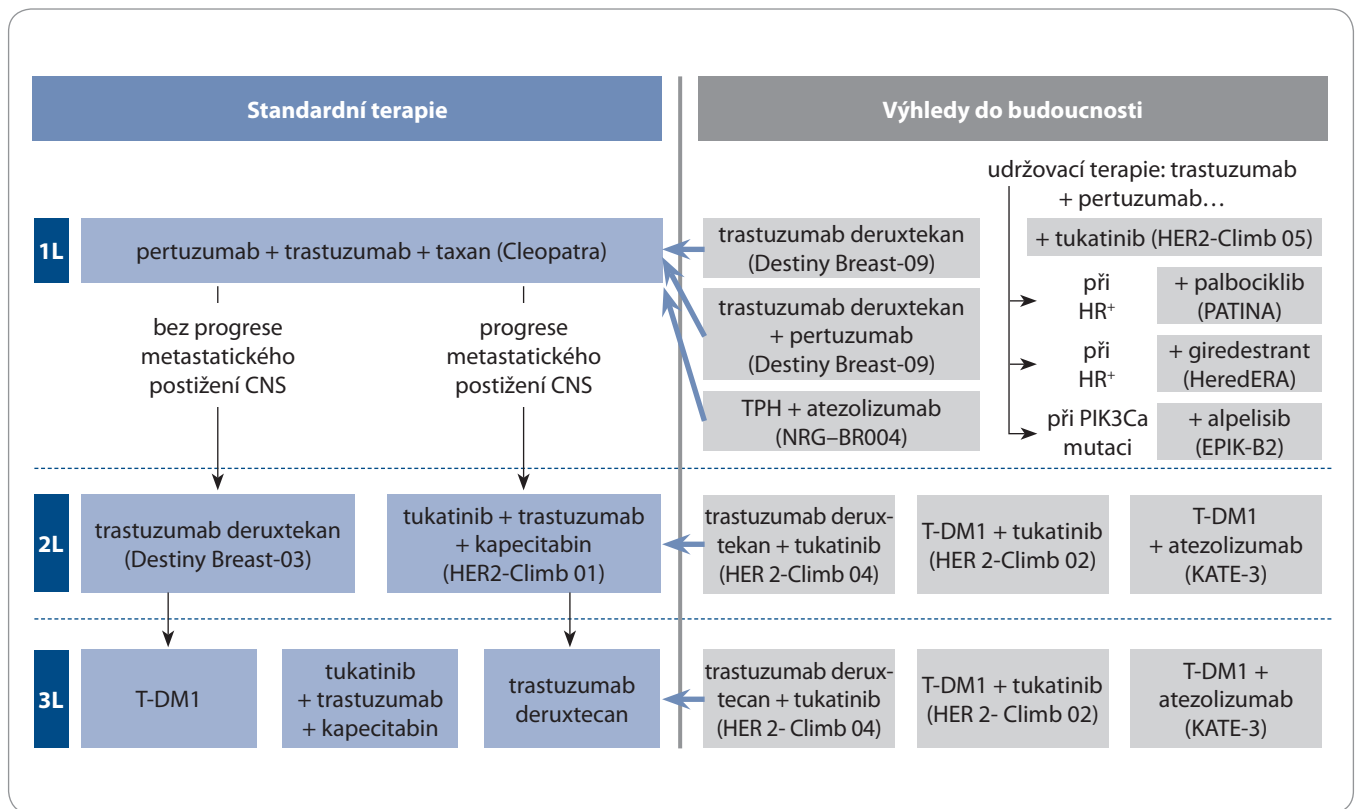 Standardní terapie
Výhledy do budoucnosti
1L
pertuzumab + trastuzumab + taxan (Cleopatra)
bez progrese
metastatického
postižení CNS
progrese
metastatického
postižení CNS
trastuzumab deruxtekan
(Destiny Breast-09)
trastuzumab deruxtekan
+ pertuzumab
(Destiny Breast-09)
TPH + atezolizumab
(NRG–BR004)
udržovací terapie: trastuzumab
+ pertuzumab…
+ tukatinib (HER2-Climb 05)
při
HR⁺
+ palbociklib
(PATINA)
při
HR⁺
+ giredestrant
(HeredERA)
při PIK3Ca
mutaci
+ alpelisib
(EPIK-B2)
2L
trastuzumab deruxtekan
(Destiny Breast-03)
tukatinib + trastuzumab
+ kapecitabin
(HER2-Climb 01)
trastuzumab derux-
tekan + tukatinib
(HER 2-Climb 04)
T-DM1 + tukatinib
(HER 2-Climb 02)
T-DM1
+ atezolizumab
(KATE-3)
3L
T-DM1
tukatinib
+ trastuzumab
+ kapecitabin
trastuzumab
deruxtecan
trastuzumab derux-
tecan + tukatinib
(HER 2- Climb 04)
T-DM1 + tukatinib
(HER 2- Climb 02)
T-DM1 +
atezolizumab
(KATE-3)